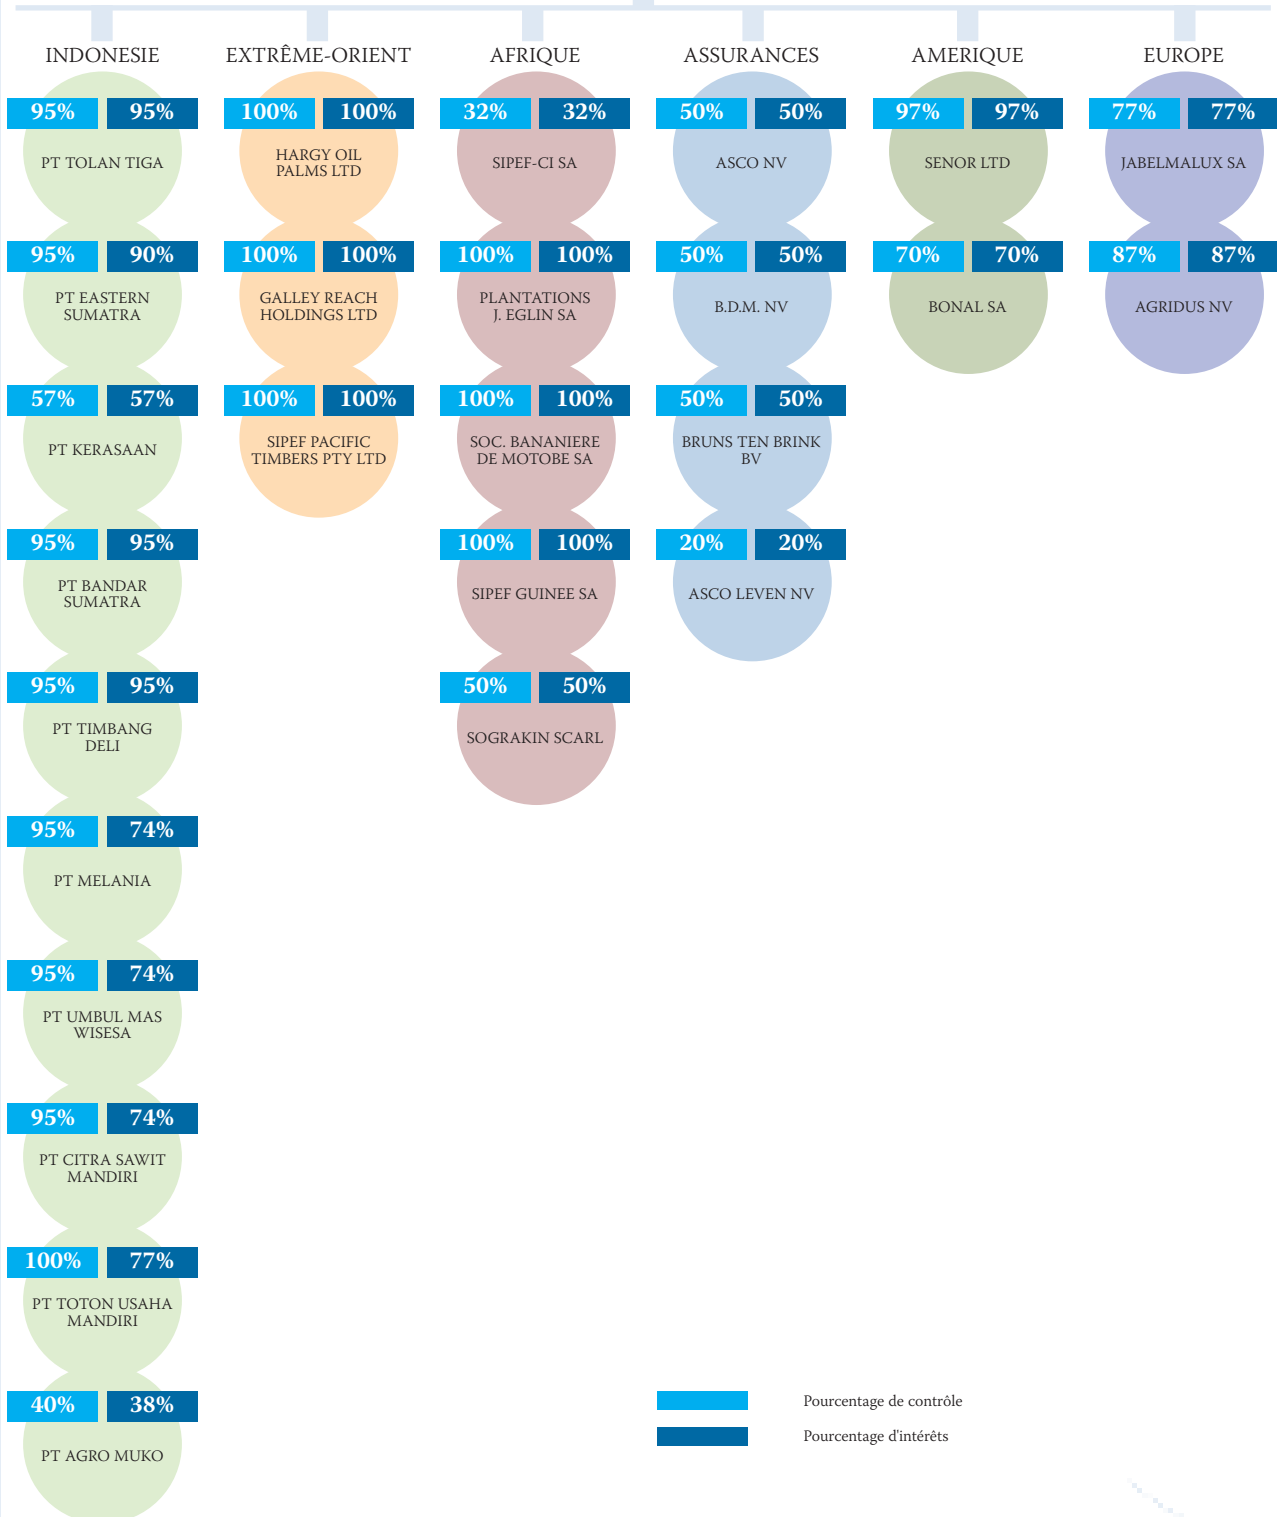 INDONESIE
95% 95%
PT TOLAN TIGA
95% 90%
PT EASTERN
SUMATRA
57% 57%
PT KERASAAN
95% 95%
PT BANDAR
SUMATRA
95% 95%
PT TIMBANG
DELI
95% 74%
PT MELANIA
95% 74%
PT UMBUL MAS
WISESA
95% 74%
PT CITRA SAWIT
MANDIRI
100% 77%
PT TOTON USAHA
MANDIRI
40% 38%
PT AGRO MUKO
EXTRÊME-ORIENT
100% 100%
HARGY OIL
PALMS LTD
100% 100%
GALLEY REACH
HOLDINGS LTD
100% 100%
SIPEF PACIFIC
TIMBERS PTY LTD
AFRIQUE
32% 32%
SIPEF-CI SA
100% 100%
PLANTATIONS
J. EGLIN SA
100% 100%
SOC. BANANIERE
DE MOTOBE SA
100% 100%
SIPEF GUINEE SA
50% 50%
SOGRAKIN SCARL
ASSURANCES
50% 50%
ASCO NV
50% 50%
B.D.M. NV
50% 50%
BRUNS TEN BRINK
BV
20% 20%
ASCO LEVEN NV
AMERIQUE
97% 97%
SENOR LTD
70% 70%
BONAL SA
EUROPE
77% 77%
JABELMALUX SA
87% 87%
AGRIDUS NV
Pourcentage de contrôle
Pourcentage d'intérêts